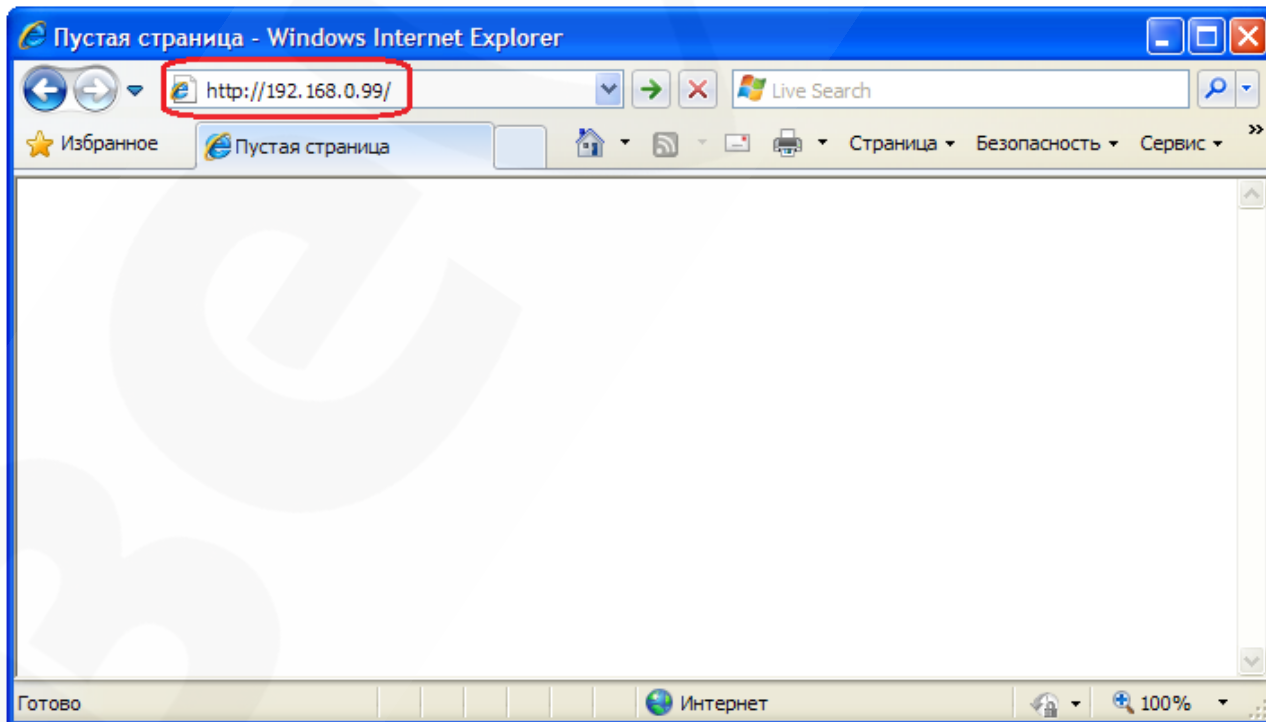 Пустая страница - Windows Internet Explorer
http://192.168.0.99/ Live Search
Избранное Пустая страница Страница Безопасность Сервис »
Готово Интернет 100%